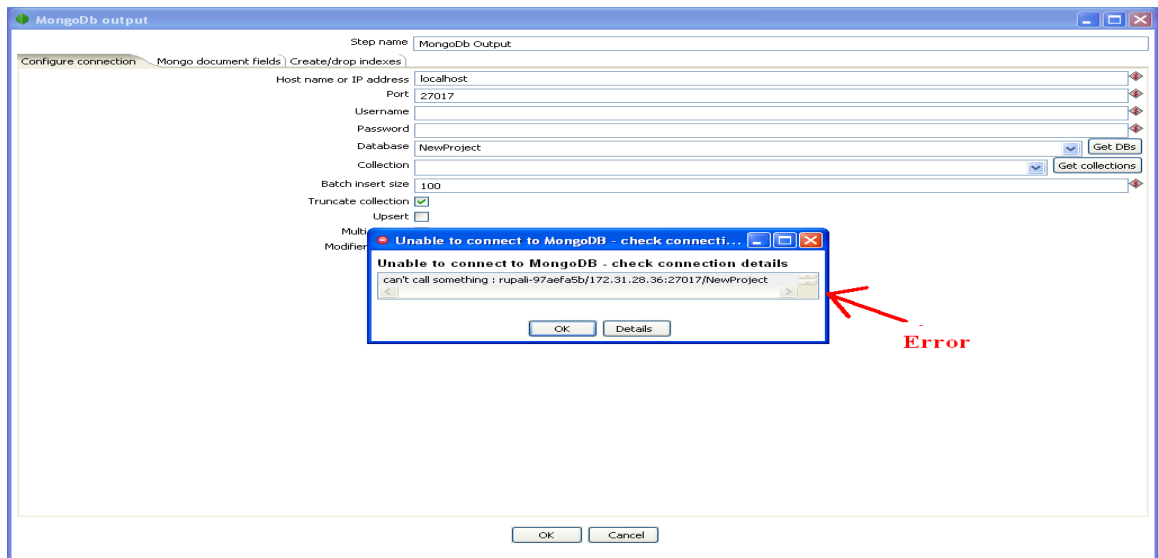 MongoDb output
Step name MongoDb Output
Configure connection Mongo document fields Create/drop indexes
Host name or IP address localhost
Port 27017
Username
Password
Database NewProject Get DBs
Collection Get collections
Batch insert size 100
Truncate collection
Upsert
Multi
Modifier
Unable to connect to MongoDB - check connecti...
Unable to connect to MongoDB - check connection details
can't call something : rupali-97aefa5b/172.31.28.36:27017/NewProject
OK Details
Error
OK Cancel